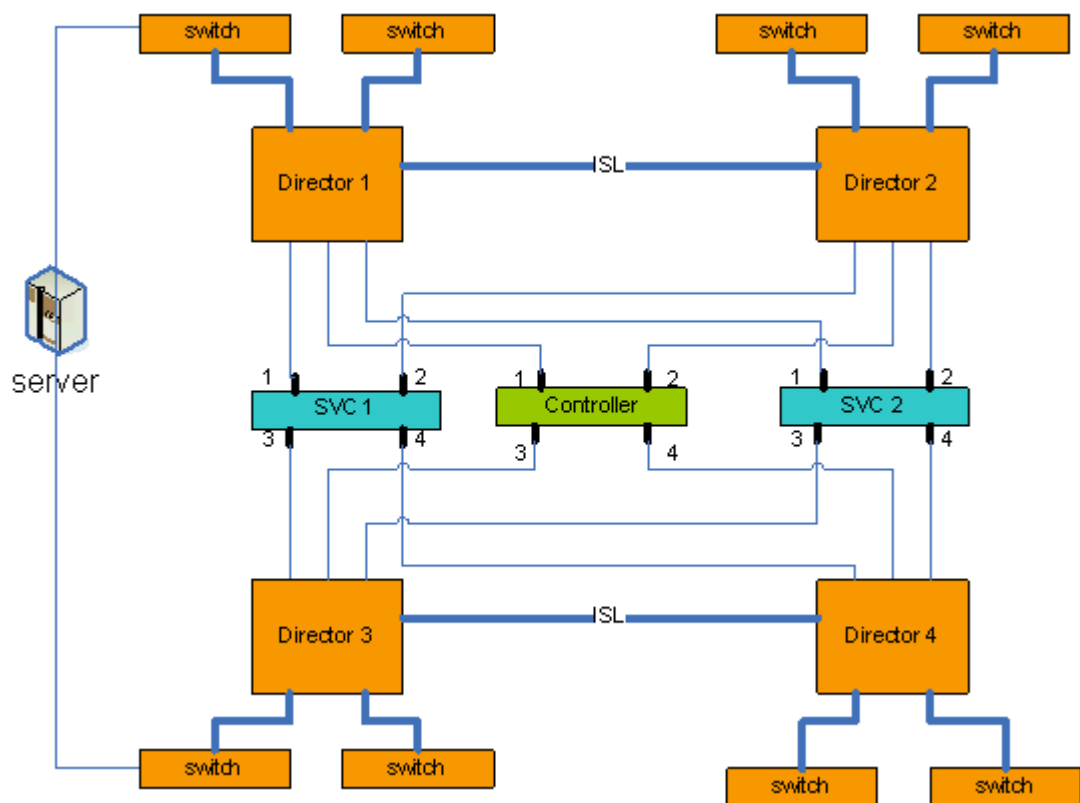 switch
switch
switch
switch
Director 1
ISL
Director 2
server
1
2
1
2
1
2
SVC 1
Controller
SVC 2
3
4
3
4
3
4
Director 3
ISL
Director 4
switch
switch
switch
switch